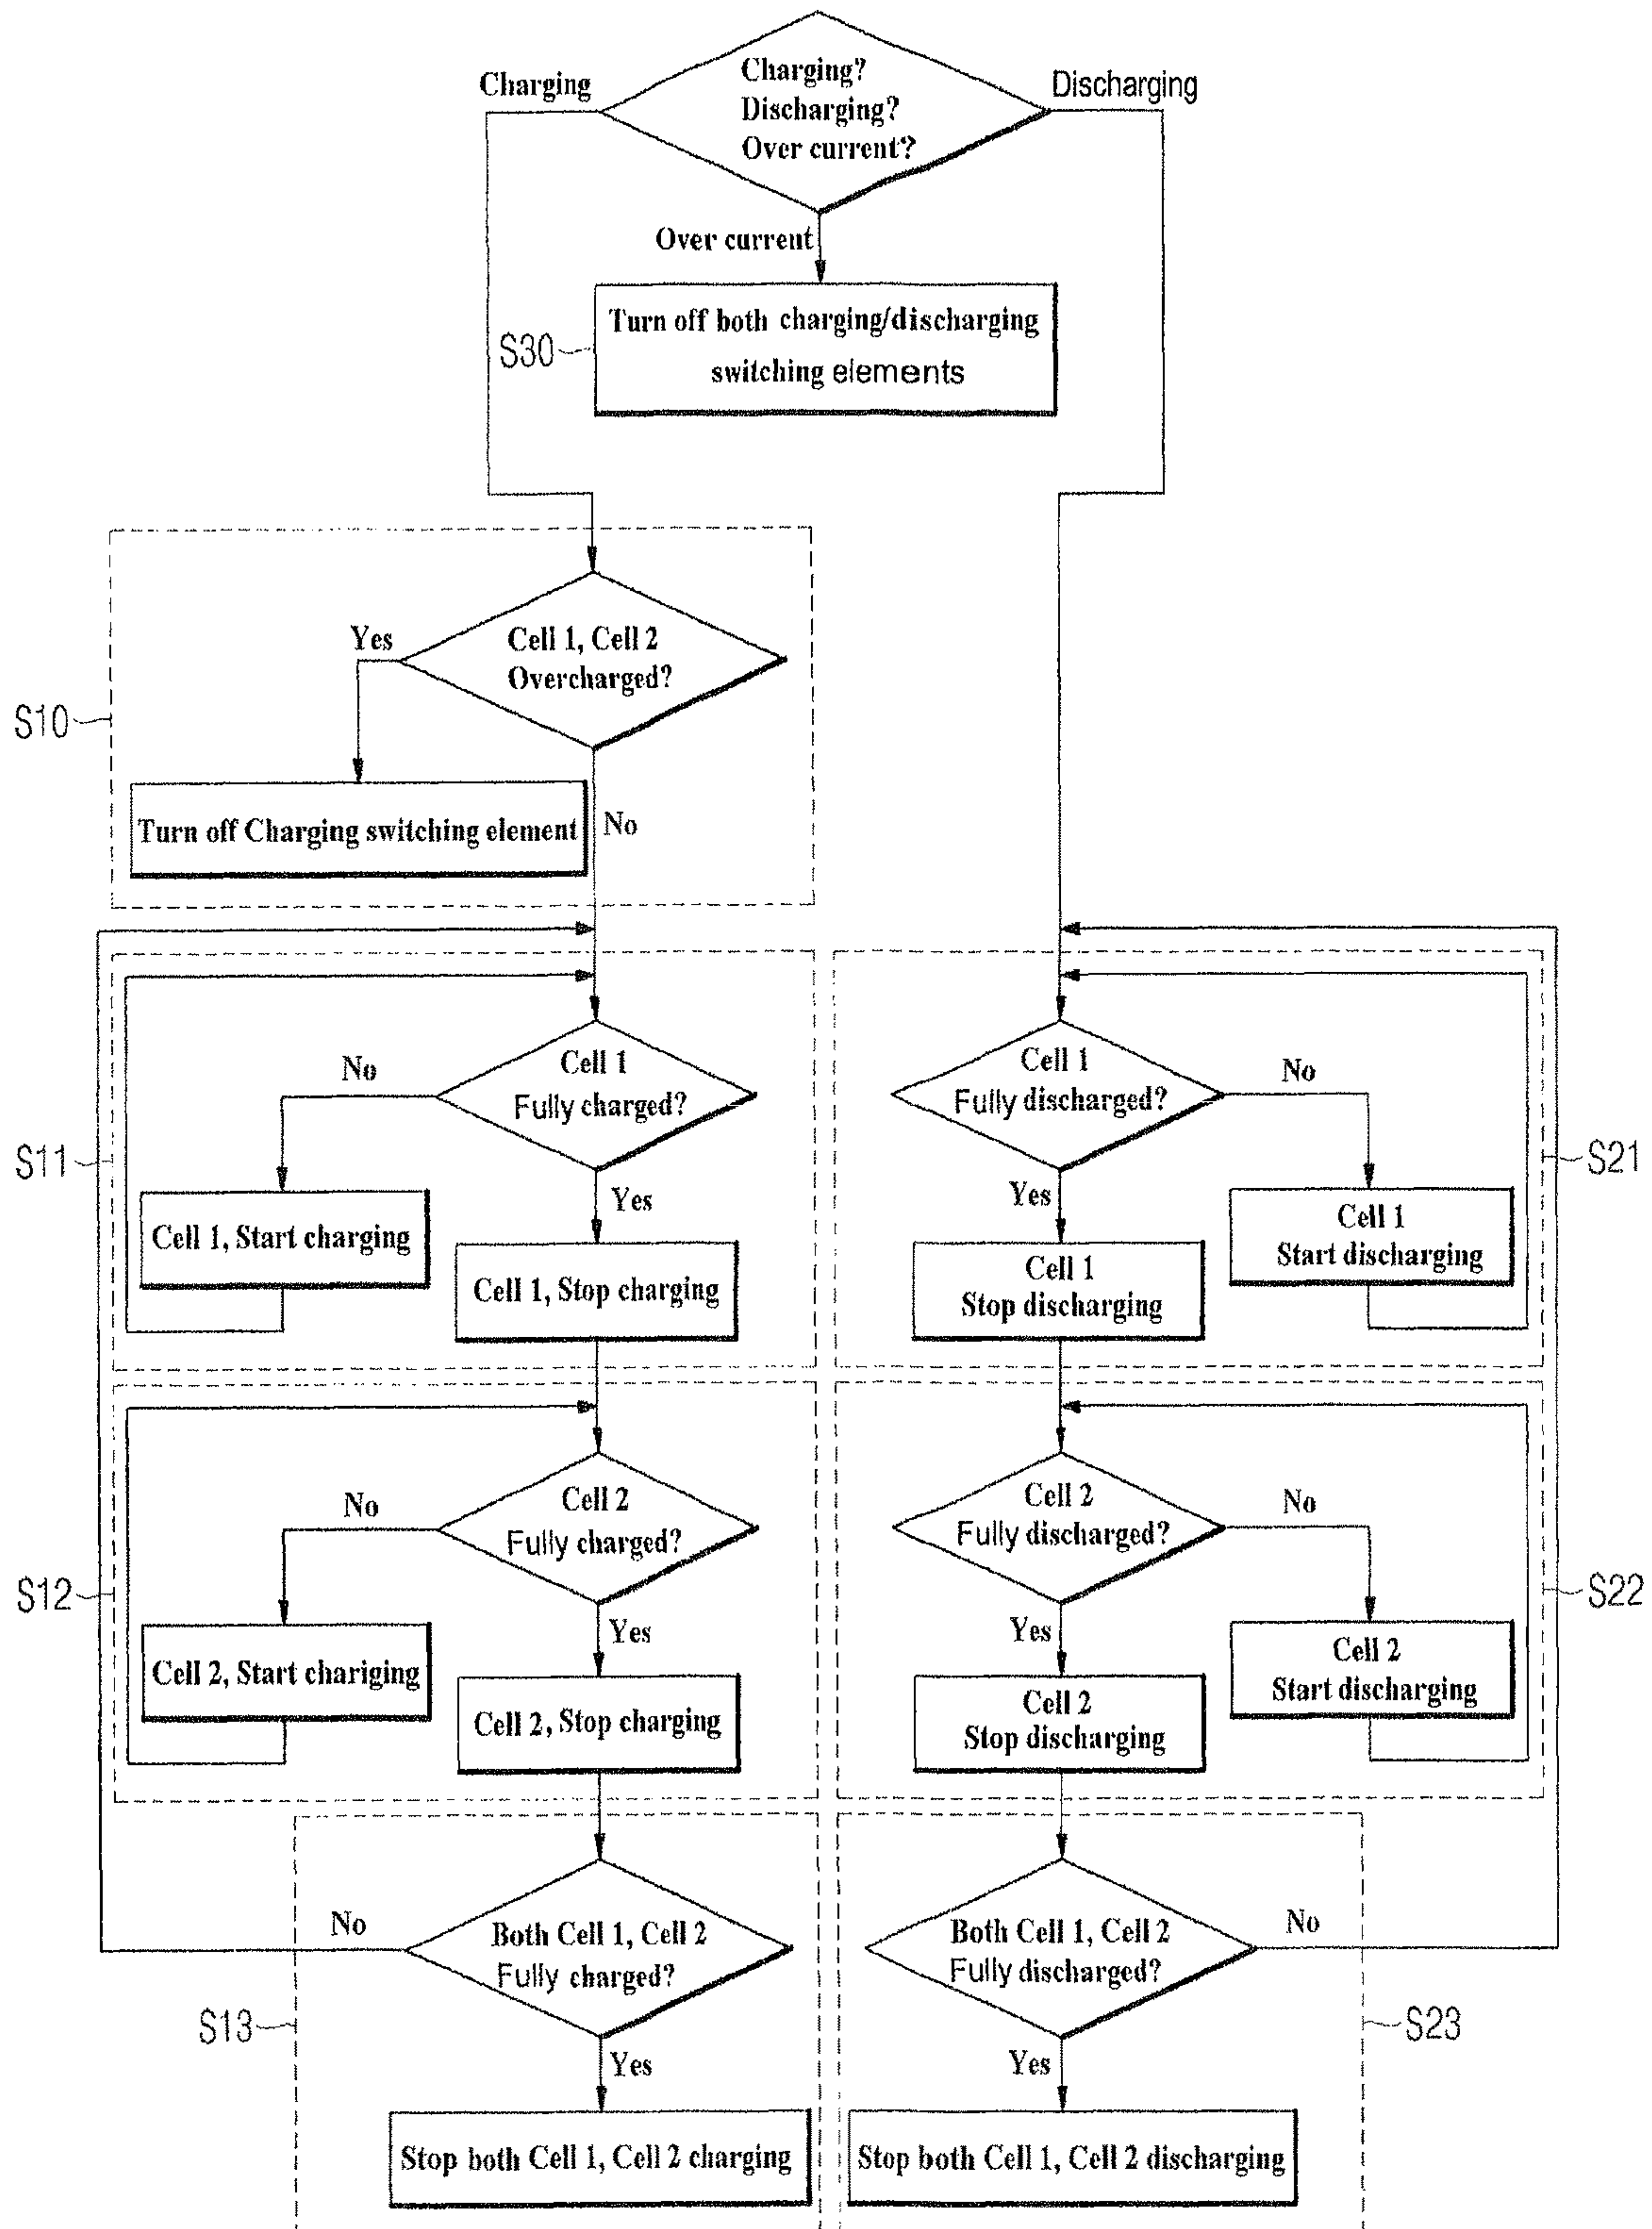 Charging
Charging?
Discharging?
Over current?
Discharging
Over current
Turn off both charging/discharging
switching elements
S30
Yes
Cell 1, Cell 2
Overcharged?
S10
Turn off Charging switching element
No
No
Cell 1
Fully charged?
S11
Yes
Cell 1, Start charging
Cell 1, Stop charging
Cell 1
Fully discharged?
No
S21
Yes
Cell 1
Start discharging
Cell 1
Stop discharging
No
Cell 2
Fully charged?
S12
Yes
Cell 2, Start chariging
Cell 2, Stop charging
Cell 2
Fully discharged?
No
S22
Yes
Cell 2
Start discharging
Cell 2
Stop discharging
No
Both Cell 1, Cell 2
Fully charged?
S13
Yes
Stop both Cell 1, Cell 2 charging
Both Cell 1, Cell 2
Fully discharged?
No
S23
Yes
Stop both Cell 1, Cell 2 discharging